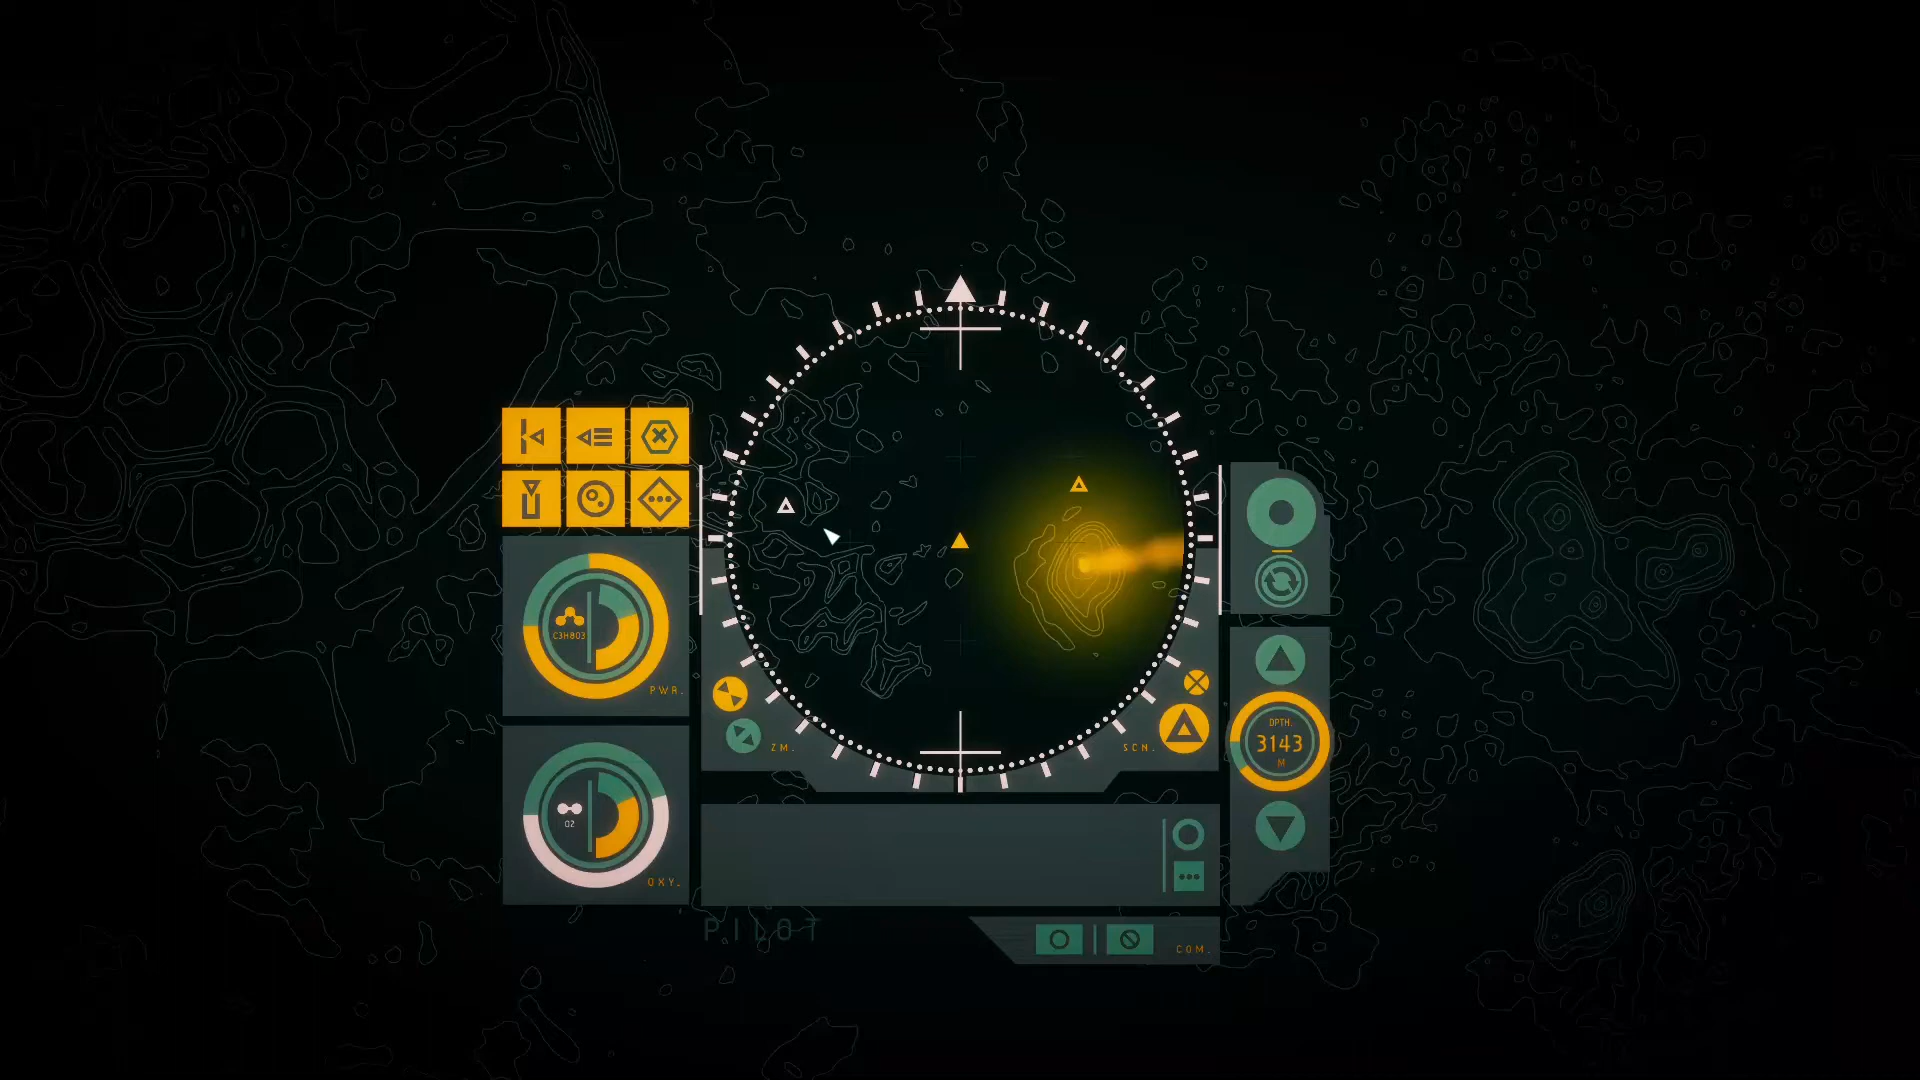 C3H8O3
PWR.
O2
OXY.
ZM.
SCN.
DPTH.
3143
M
PILOT
COM.